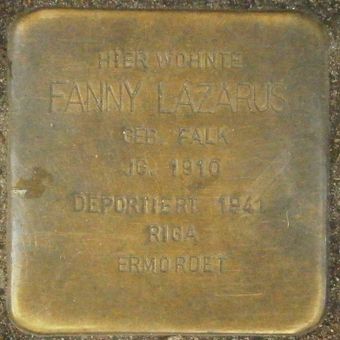 HIER WOHNTE
FANNY LAZARUS
GEB. FALK
JG. 1910
DEPORTIERT 1941
RIGA
ERMORDET